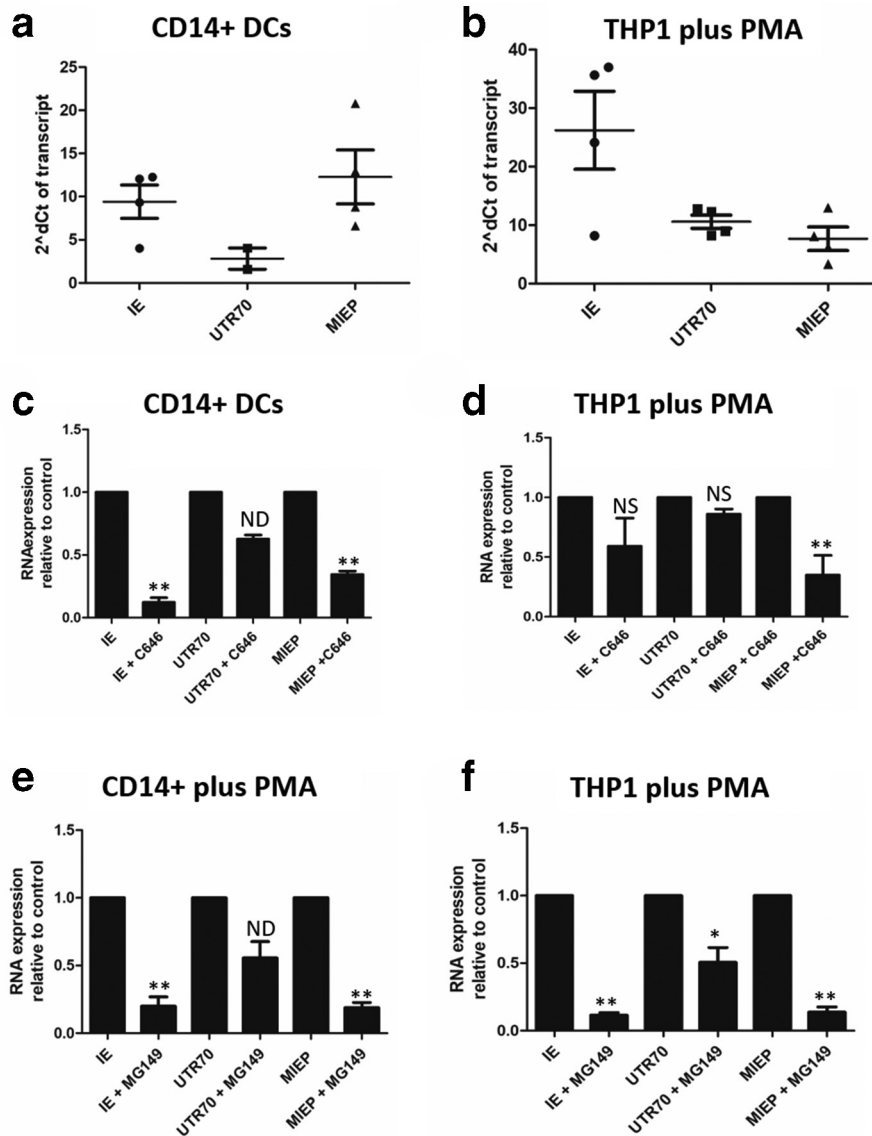 a
CD14+ DCs
2^dCt of transcript
25
20
15
10
5
0
IE
UTR70
MIEP
b
THP1 plus PMA
2^dCt of transcript
40
30
20
10
0
IE
UTR70
MIEP
c
CD14+ DCs
RNAexpression
relative to control
1.5
1.0
0.5
0.0
**
ND
**
IE
IE + C646
UTR70
UTR70 + C646
MIEP
MIEP +C646
d
THP1 plus PMA
RNA expression
relative to control
1.5
1.0
0.5
0.0
NS
NS
**
IE
IE + C646
UTR70
UTR70 + C646
MIEP + C646
MIEP +C646
e
CD14+ plus PMA
RNA expression
relative to control
1.5
1.0
0.5
0.0
**
ND
**
IE
IE + MG149
UTR70
UTR70 + MG149
MIEP
MIEP + MG149
f
THP1 plus PMA
RNA expression
relative to control
1.5
1.0
0.5
0.0
**
*
**
IE
IE + MG149
UTR70
UTR70 + MG149
MIEP
MIEP + MG149